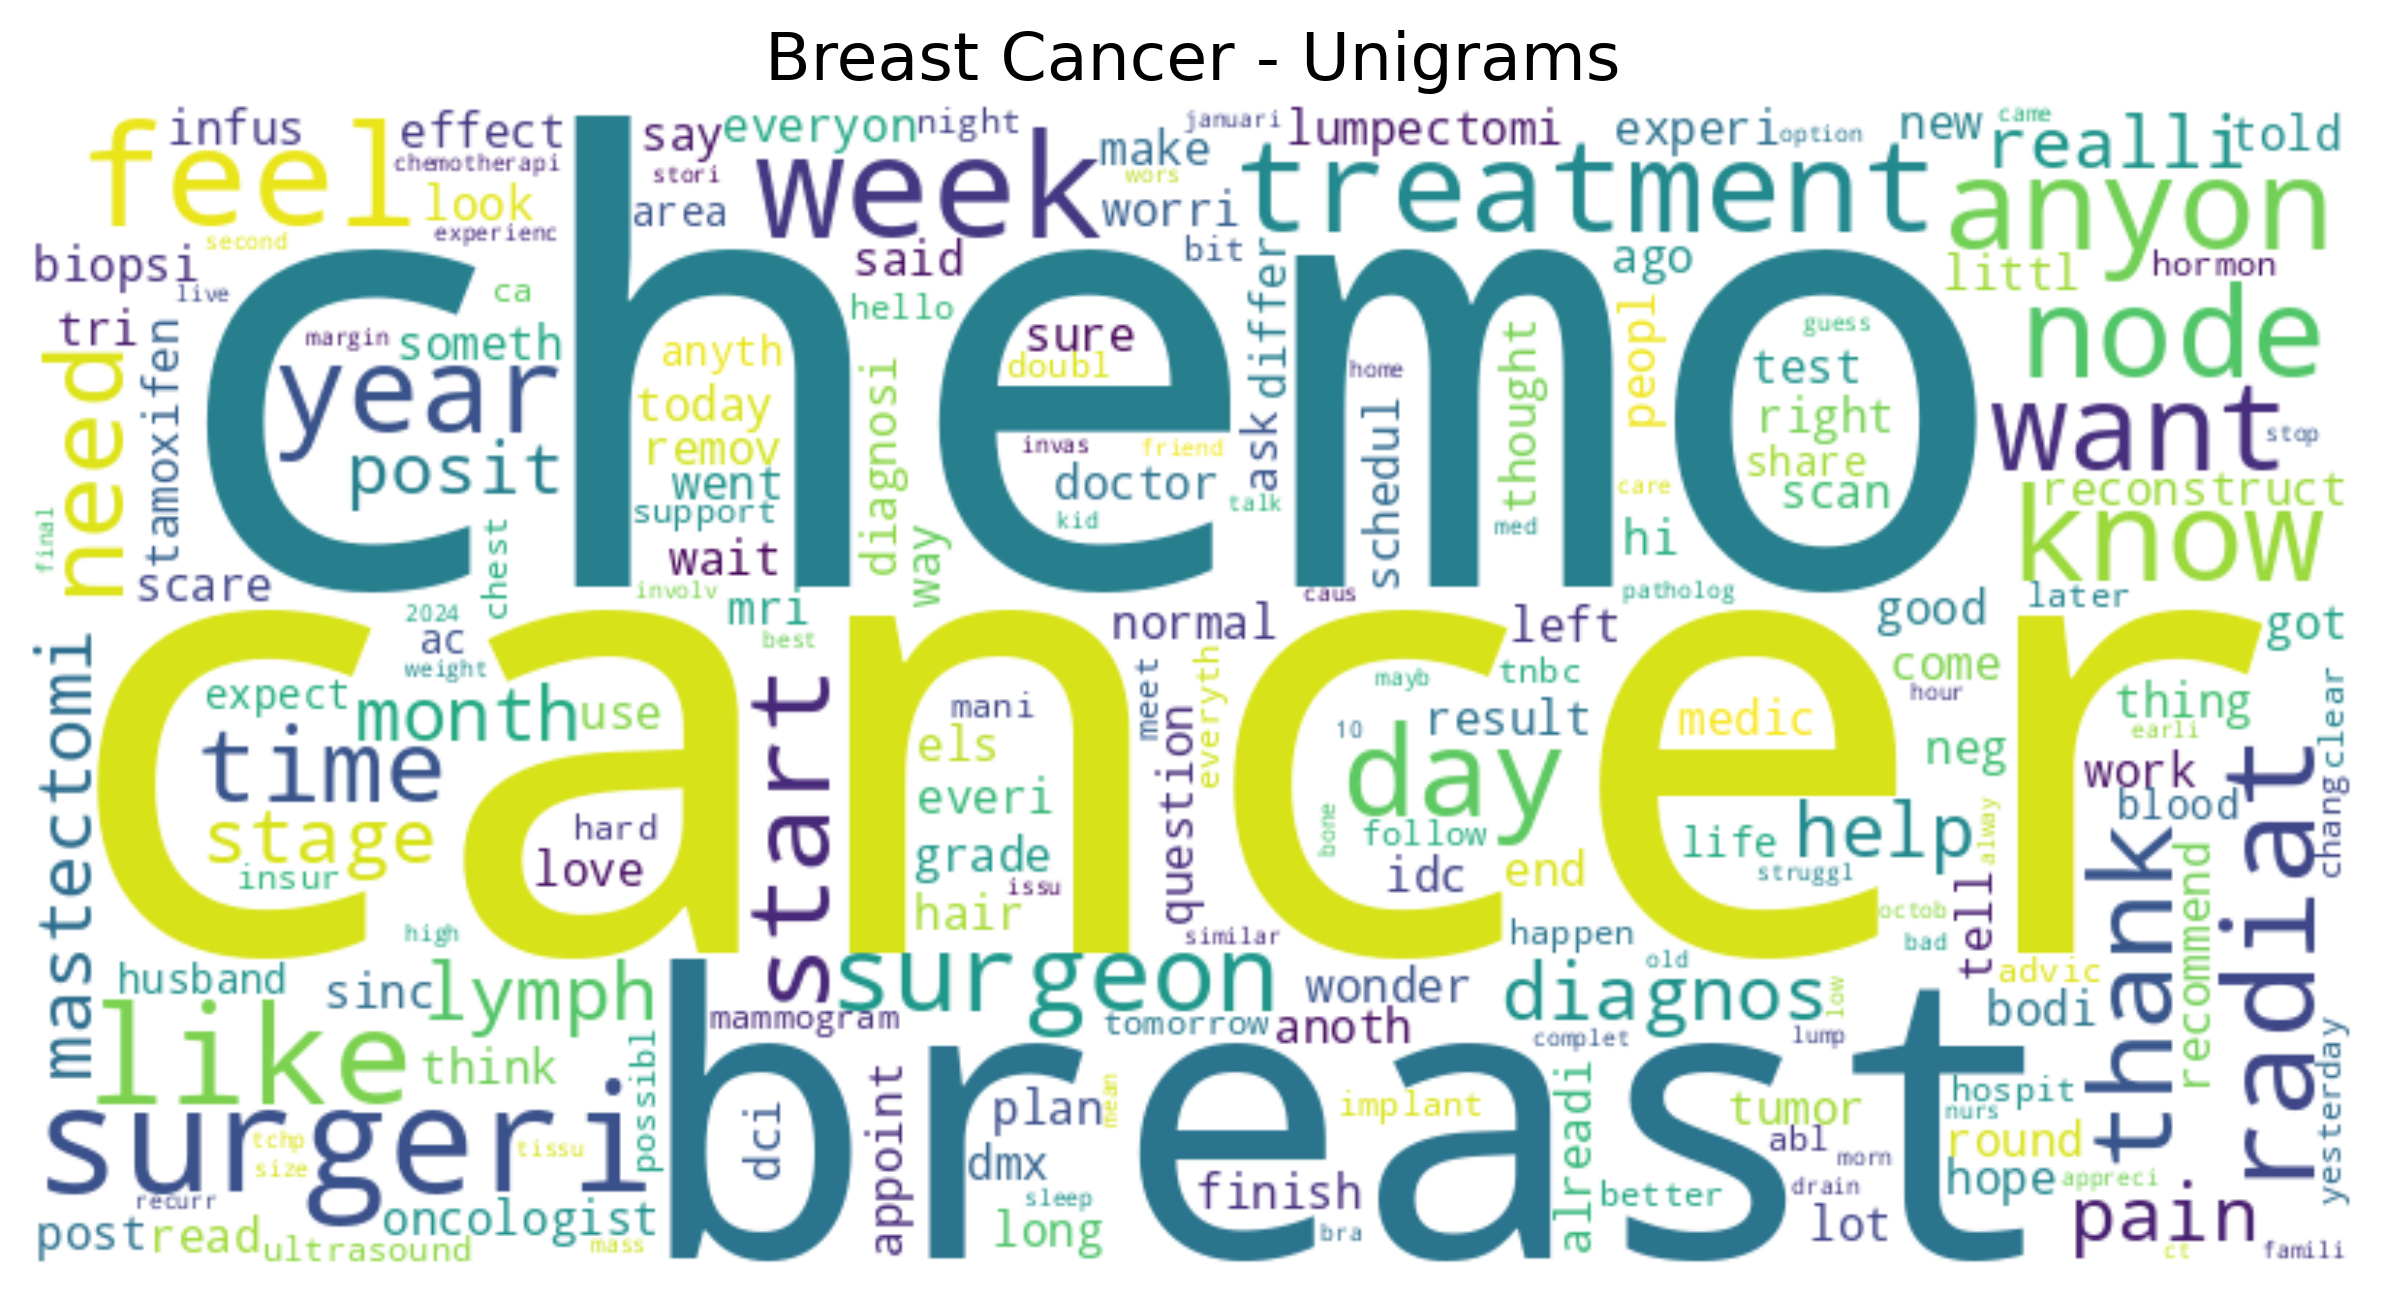 Breast Cancer - Unigrams
infus
effect
say
everyon
night
januari
lumpectomi
experi
option
new
came
realli
told
feel
chemotherapi
look
experienc
second
stori
area
week
make
wors
worri
treatment
anyon
biopsi
live
ca
said
bit
hello
differ
ago
littl
hormon
chemo
tri
tamoxifen
need
margin
someth
year
posit
anyth
today
remov
went
support
wait
involv
diagnosi
way
sure
doubl
invas
friend
doctor
kid
talk
ask
home
schedul
thought
med
peopl
care
hi
guess
test
right
share
scan
node
want
stop
reconstruct
know
final
scare
chest
2024
ac
weight
mri
best
caus
patholog
normal
left
good
later
got
cancer
mastectomi
expect
month
use
time
stage
insur
hard
love
high
start
mani
els
everi
grade
hair
issu
meet
everyth
question
similar
mayb
tnbc
10
result
day
bone
follow
idc
end
medic
life
help
struggl
alway
come
hour
neg
octob
bad
thing
earli
work
blood
clear
chang
radiat
thank
recommend
tell
advic
happen
husband
sinc
lymph
surgeon
wonder
diagnos
old
low
bodi
mammogram
tomorrow
anoth
complet
lump
like
think
possibl
breast
surgeri
tchp
size
tissu
recurr
oncologist
post
read
ultrasound
mass
dci
appoint
plan
mean
dmx
sleep
long
implant
finish
bra
alreadi
better
tumor
abl
morn
drain
lot
hospit
nurs
round
hope
appreci
pain
ct
famili
yesterday